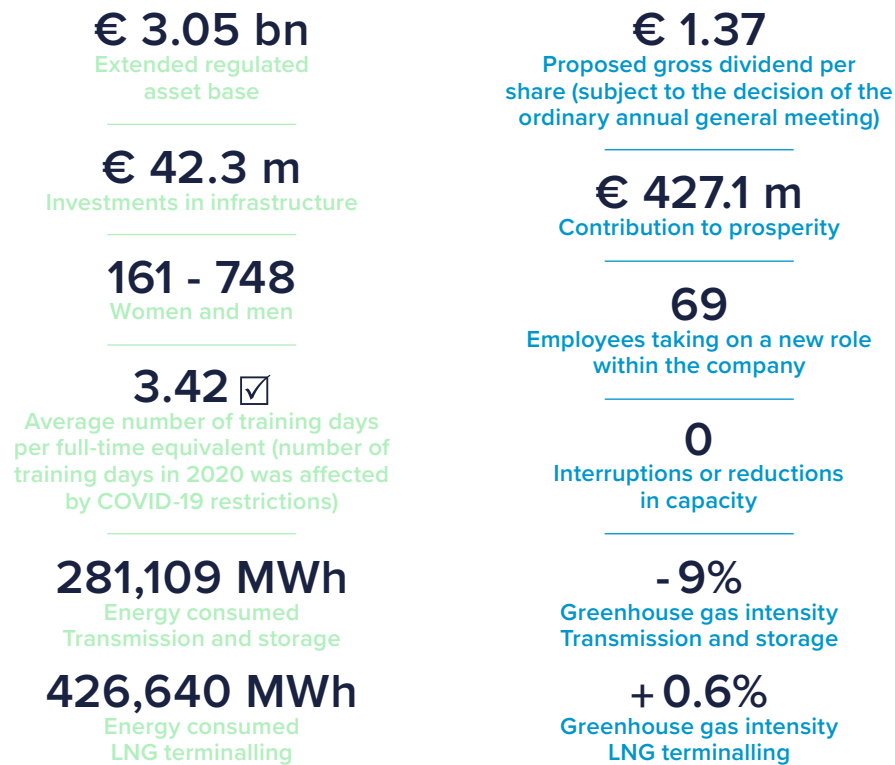 € 3.05 bn
Extended regulated
asset base
€ 42.3 m
Investments in infrastructure
161 - 748
Women and men
3.42 ☑
Average number of training days
per full-time equivalent (number of
training days in 2020 was affected
by COVID-19 restrictions)
281,109 MWh
Energy consumed
Transmission and storage
426,640 MWh
Energy consumed
LNG terminalling
€ 1.37
Proposed gross dividend per
share (subject to the decision of the
ordinary annual general meeting)
€ 427.1 m
Contribution to prosperity
69
Employees taking on a new role
within the company
0
Interruptions or reductions
in capacity
- 9%
Greenhouse gas intensity
Transmission and storage
+ 0.6%
Greenhouse gas intensity
LNG terminalling